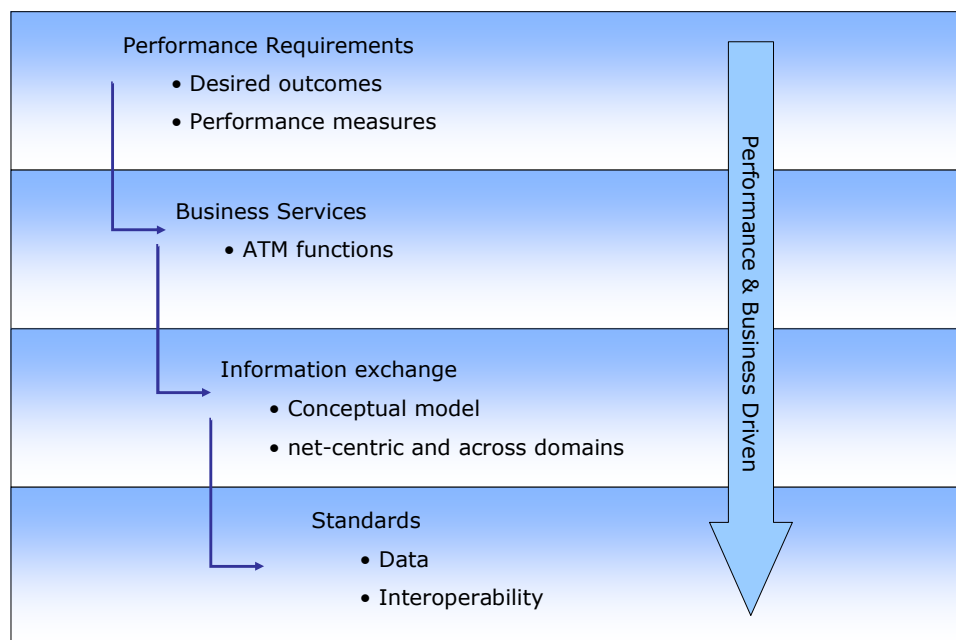 Performance Requirements
• Desired outcomes
• Performance measures
Business Services
• ATM functions
Information exchange
• Conceptual model
• net-centric and across domains
Standards
• Data
• Interoperability
Performance & Business Driven